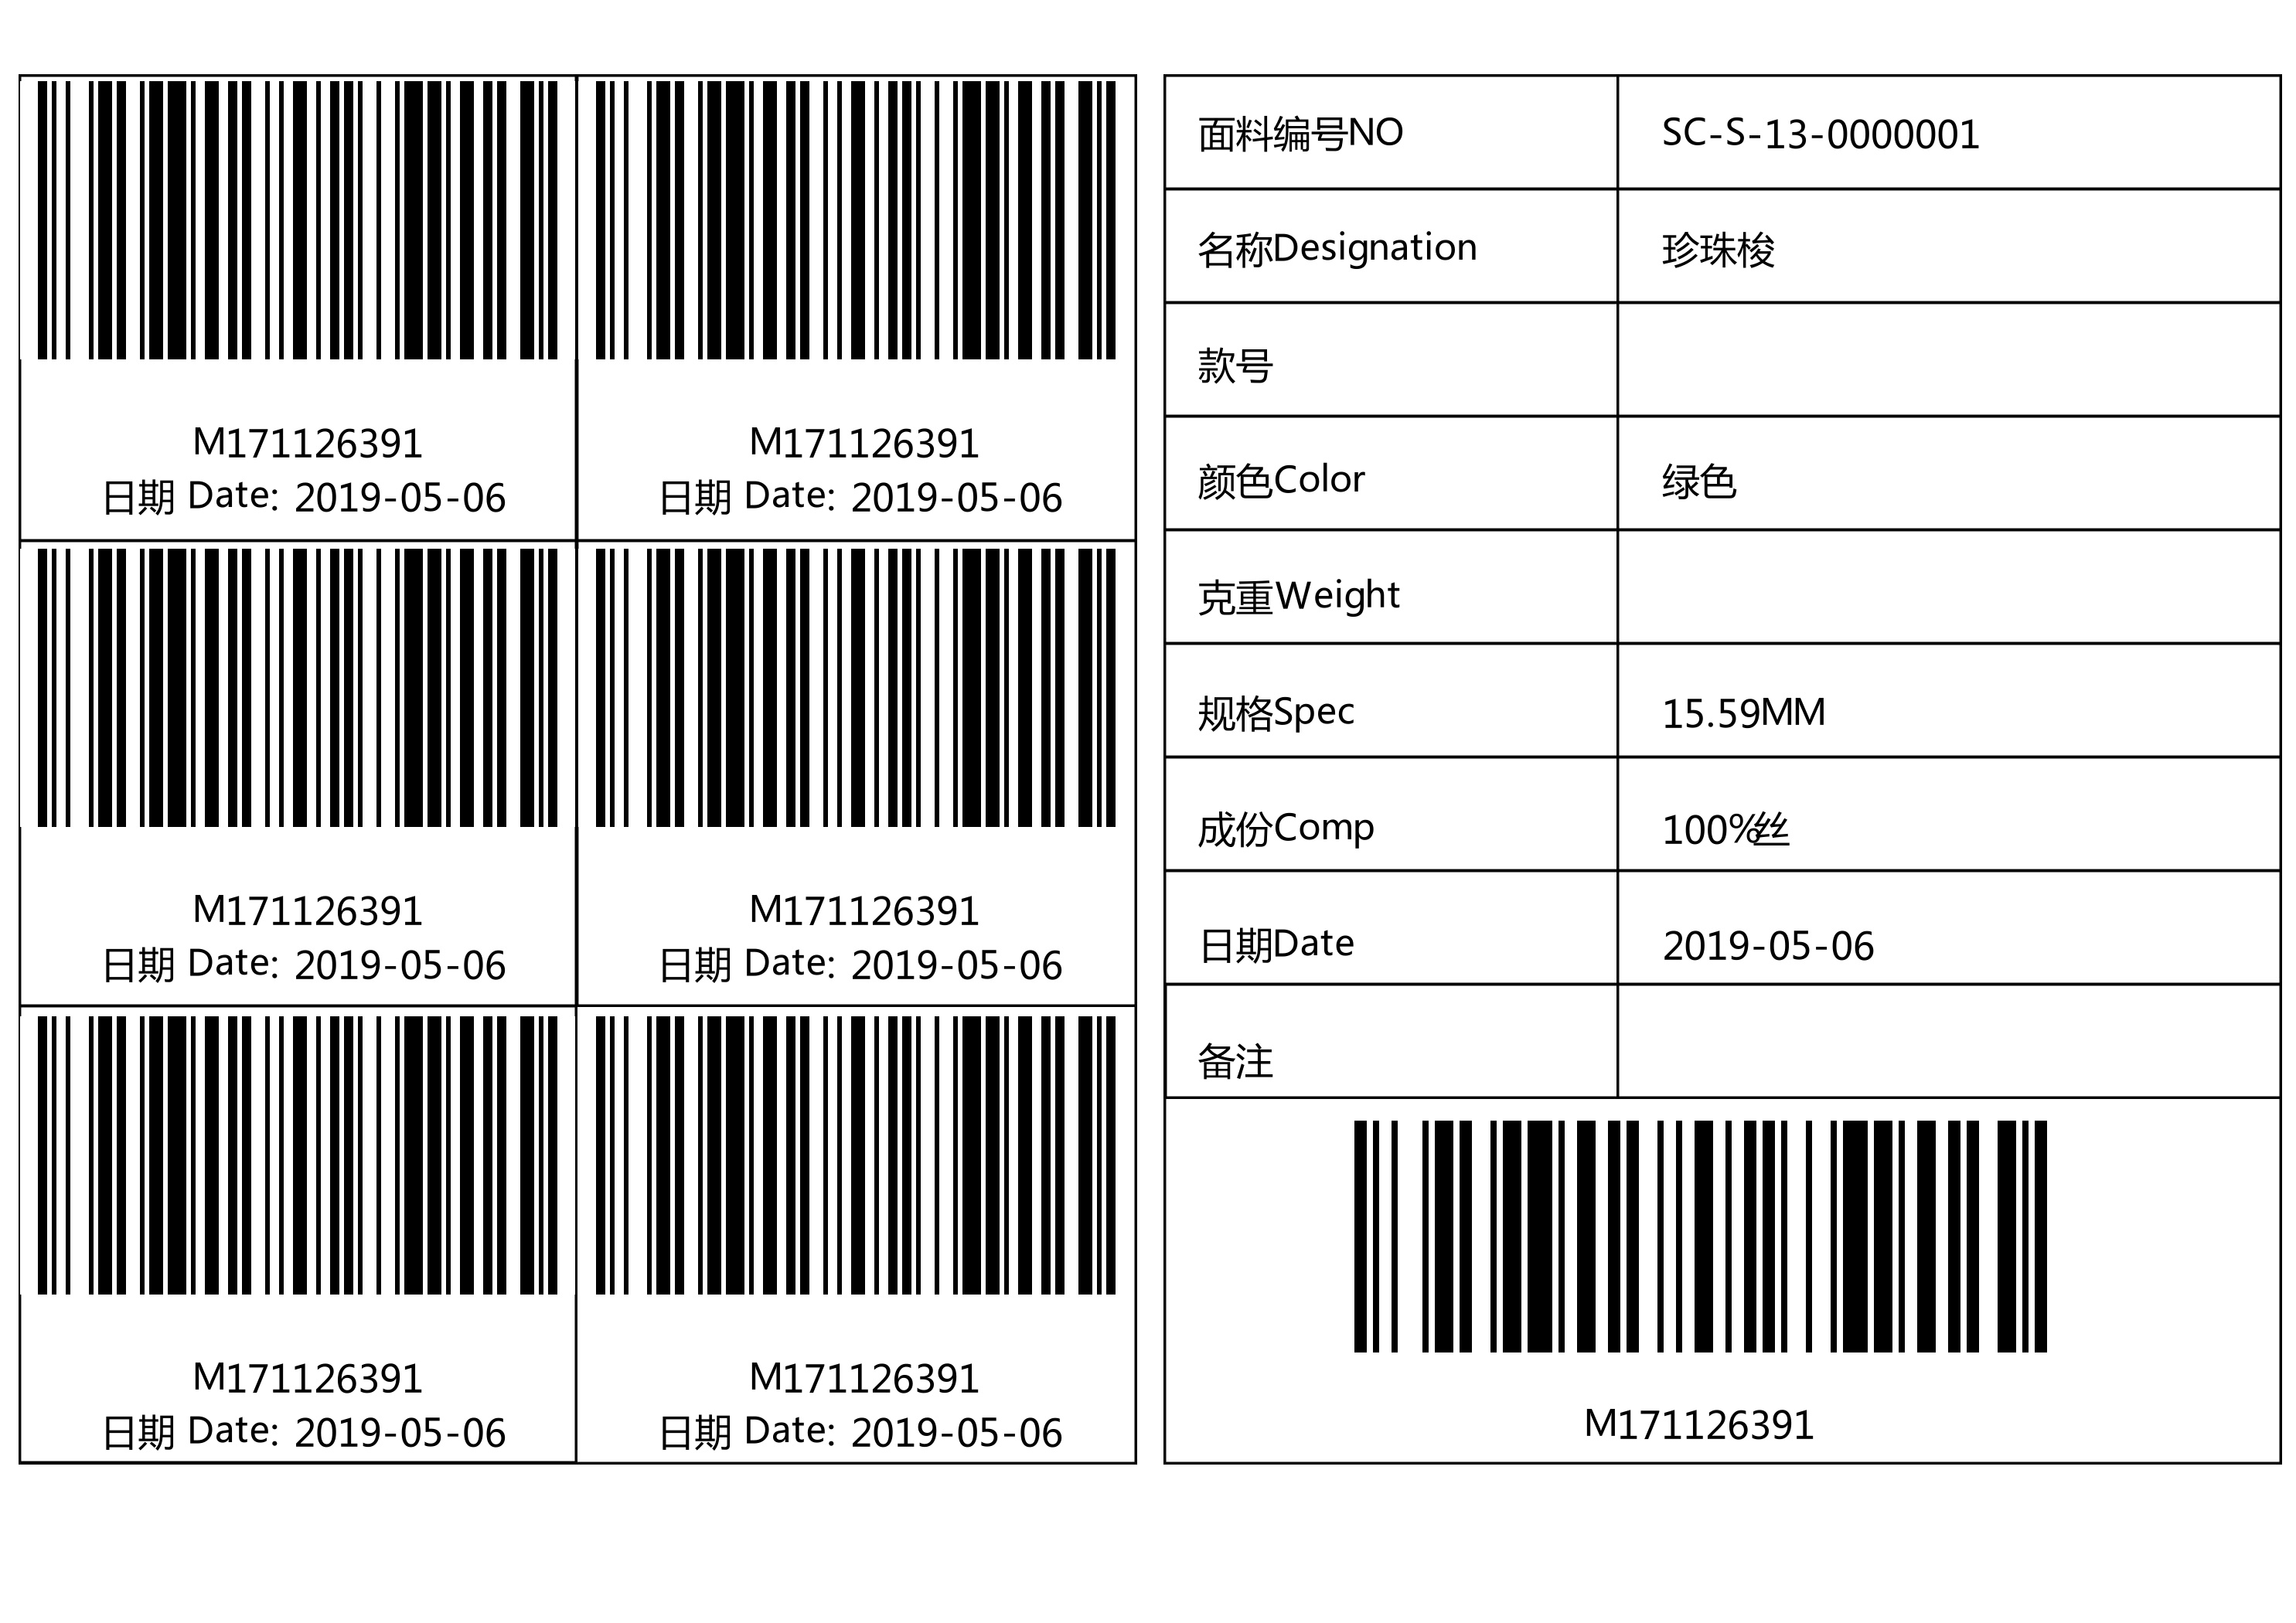 M171126391
日期 Date: 2019-05-06
M171126391
日期 Date: 2019-05-06
M171126391
日期 Date: 2019-05-06
M171126391
日期 Date: 2019-05-06
M171126391
日期 Date: 2019-05-06
M171126391
日期 Date: 2019-05-06
面料编号NO SC-S-13-0000001
名称Designation 珍珠梭
款号
颜色Color 绿色
克重Weight
规格Spec 15.59MM
成份Comp 100%丝
日期Date 2019-05-06
备注
M171126391